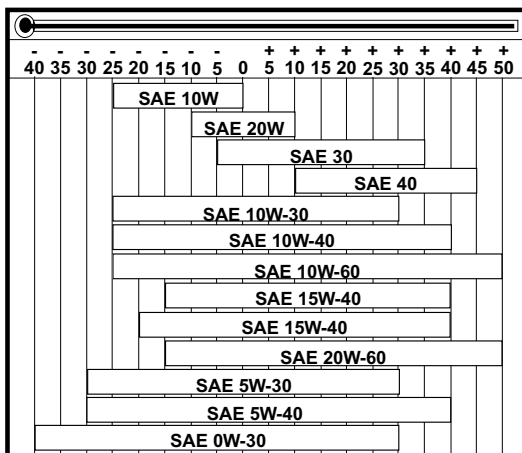 - - - - - - - - + + + + + + + + + +
40 35 30 25 20 15 10 5 0 5 10 15 20 25 30 35 40 45 50
SAE 10W
SAE 20W
SAE 30
SAE 40
SAE 10W-30
SAE 10W-40
SAE 10W-60
SAE 15W-40
SAE 15W-40
SAE 20W-60
SAE 5W-30
SAE 5W-40
SAE 0W-30